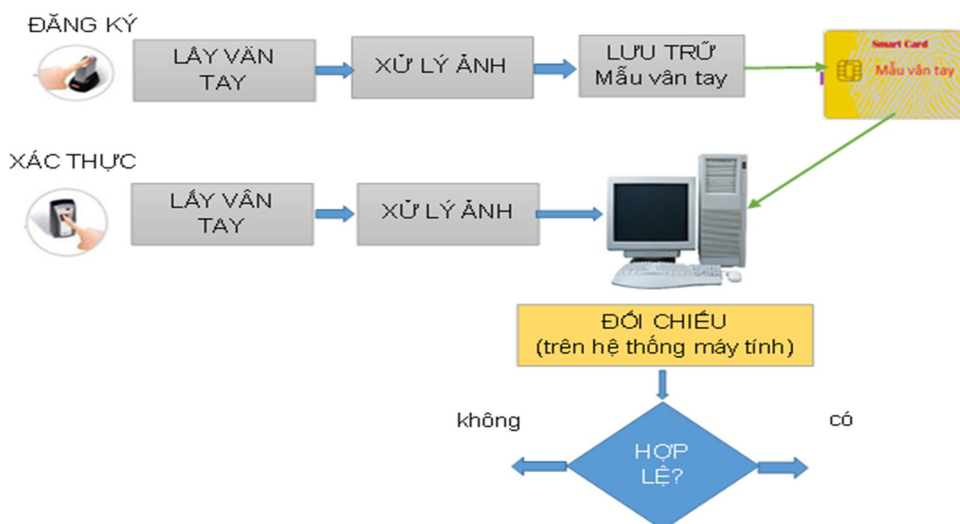 ĐĂNG KÝ
LẤY VÂN
TAY
XỬ LÝ ẢNH
LƯU TRỮ
Mẫu vân tay
Smart Card
Mẫu vân tay
XÁC THỰC
LẤY VÂN
TAY
XỬ LÝ ẢNH
ĐỐI CHIẾU
(trên hệ thống máy tính)
không
có
HỢP
LỆ?